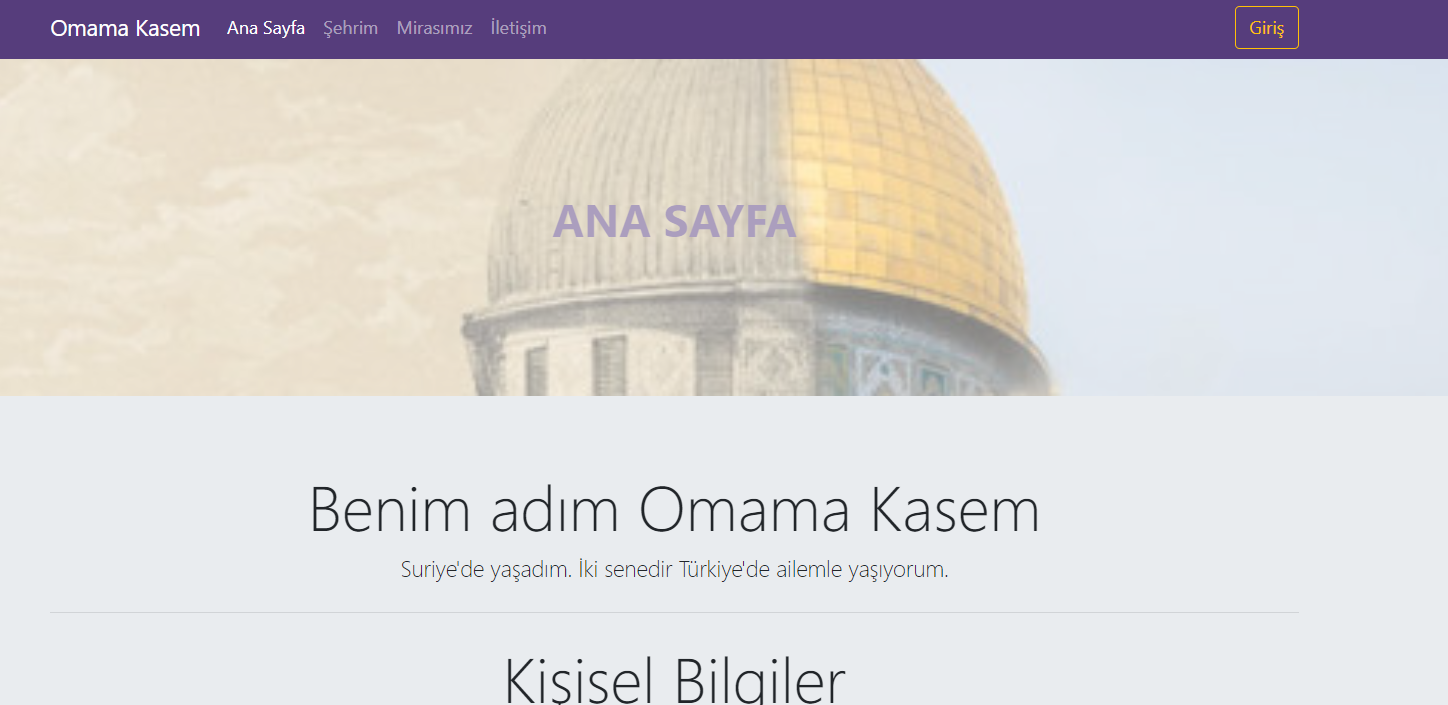 Omama Kasem Ana Sayfa Şehrim Mirasımız İletişim Giriş
ANA SAYFA
Benim adım Omama Kasem
Suriye'de yaşadım. İki senedir Türkiye'de ailemle yaşıyorum.
Kişisel Bilgiler